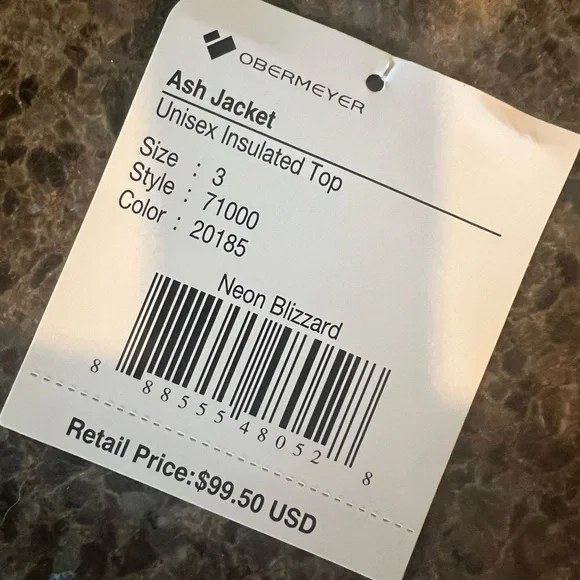 OBERMEYER
Ash Jacket
Unisex Insulated Top
Size : 3
Style : 71000
Color : 20185
Neon Blizzard
8 88555 48052 8
Retail Price:$99.50 USD